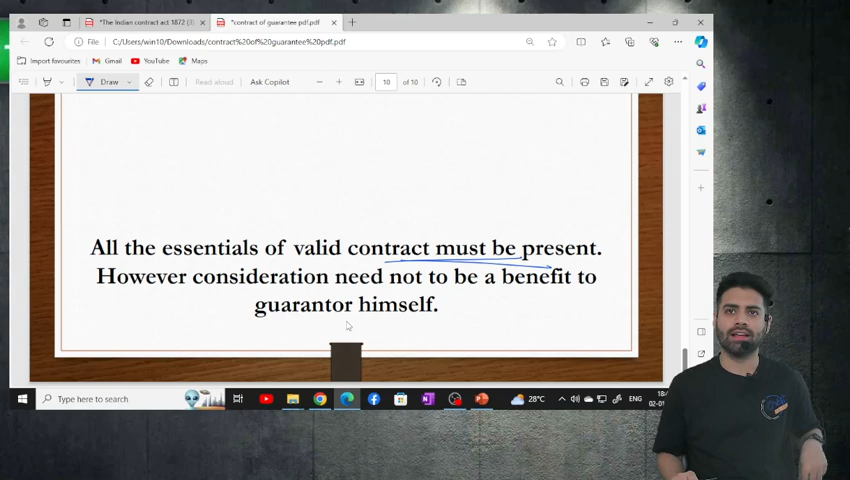 *The Indian contract act 1872 (3)
*contract of guarantee pdf.pdf
File
C:/Users/win10/Downloads/contract%20of%20guarantee%20pdf.pdf
Import favourites
Gmail
YouTube
Maps
Draw
Read aloud
Ask Copilot
10 of 10
All the essentials of valid contract must be present.
However consideration need not to be a benefit to
guarantor himself.
Type here to search
28°C
ENG